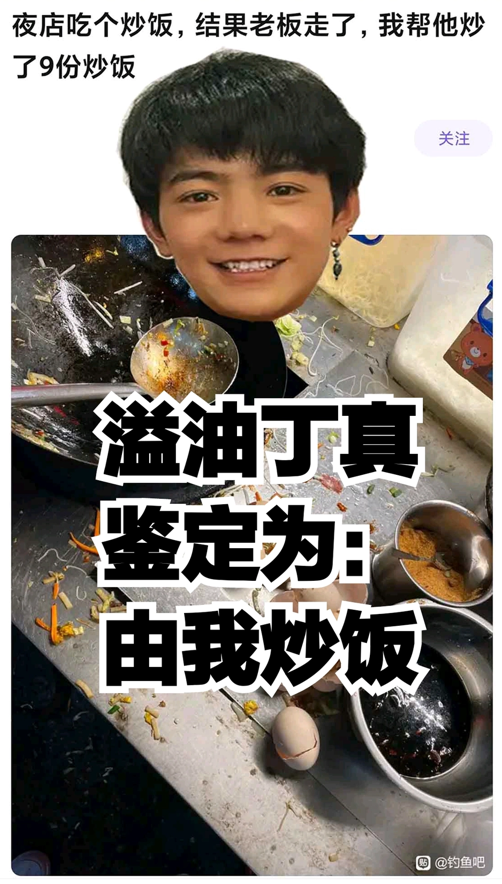 夜店吃个炒饭，结果老板走了，我帮他炒
了9份炒饭
关注
溢油丁真
鉴定为：
由我炒饭
贴 @钓鱼吧